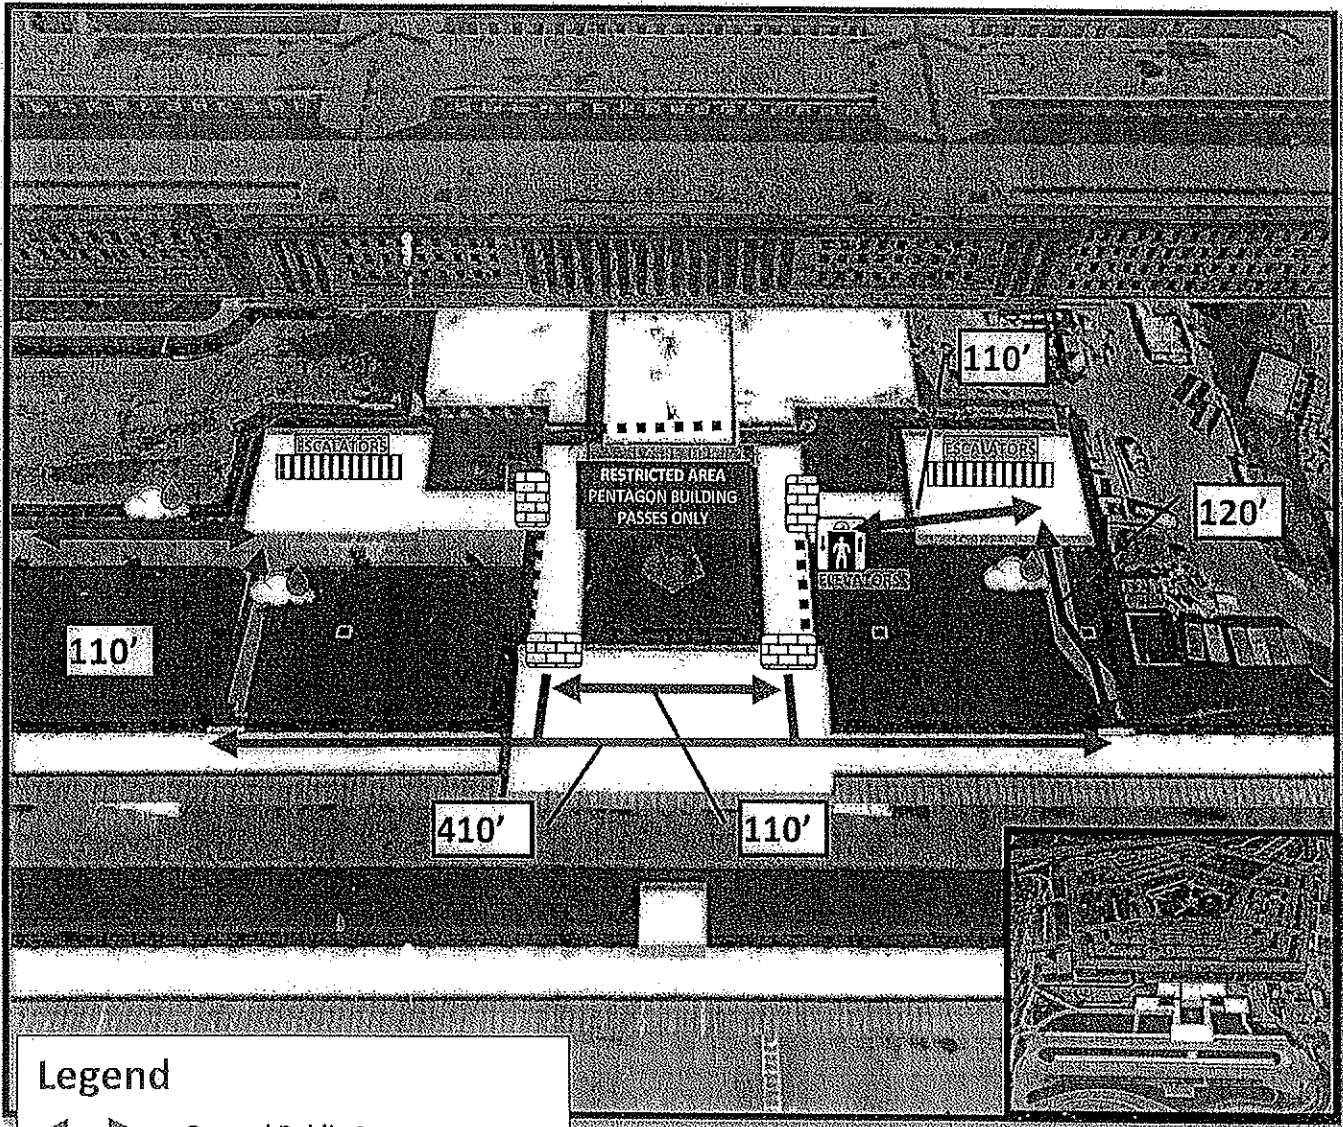 110'
ESCALATORS
ESCALATORS
RESTRICTED AREA
PENTAGON BUILDING
PASSES ONLY
120'
ELEVATORS
110'
410'
110'
Legend